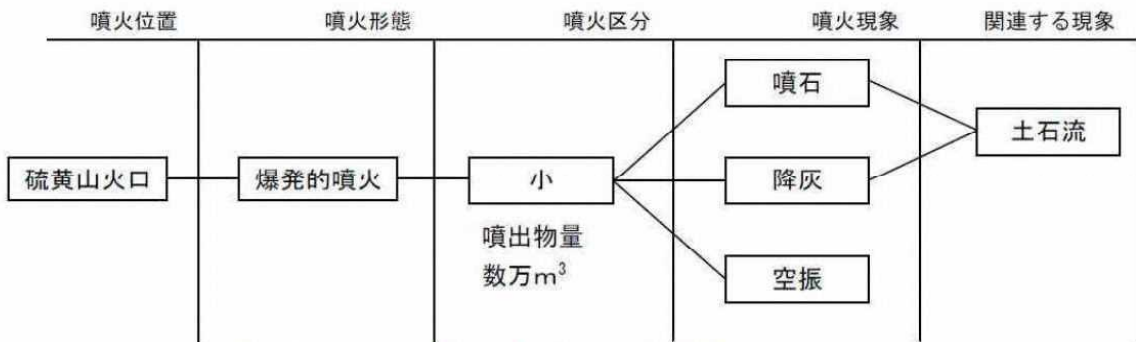 噴火位置
噴火形態
噴火区分
噴火現象
関連する現象
硫黄山火口
爆発的噴火
小
噴出物量
数万m³
噴石
降灰
空振
土石流